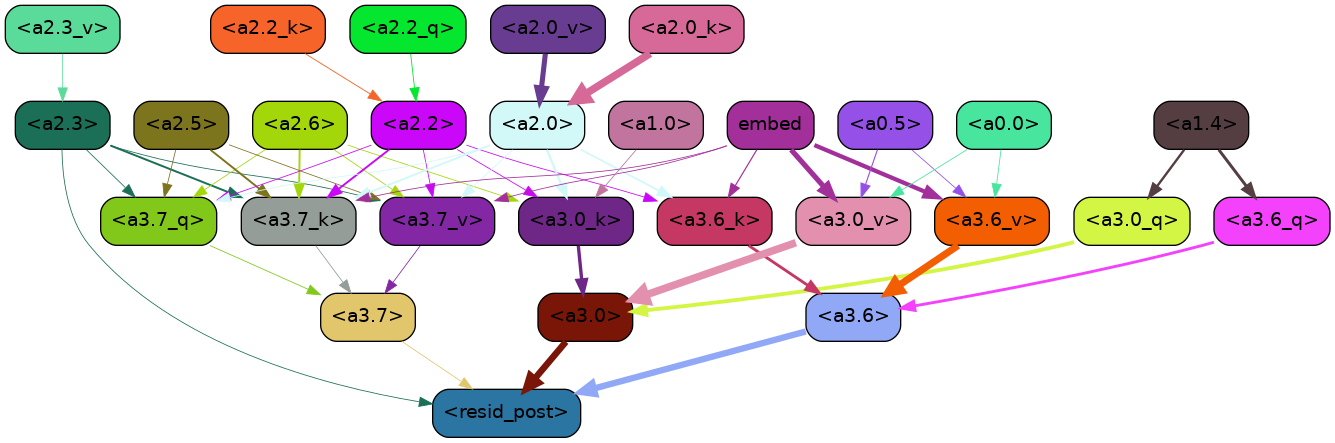 <a2.3_v> <a2.2_k> <a2.2_q> <a2.0_v> <a2.0_k>
<a2.3> <a2.5> <a2.6> <a2.2> <a2.0> <a1.0> embed <a0.5> <a0.0> <a1.4>
<a3.7_q> <a3.7_k> <a3.7_v> <a3.0_k> <a3.6_k> <a3.0_v> <a3.6_v> <a3.0_q> <a3.6_q>
<a3.7> <a3.0> <a3.6>
<resid_post>